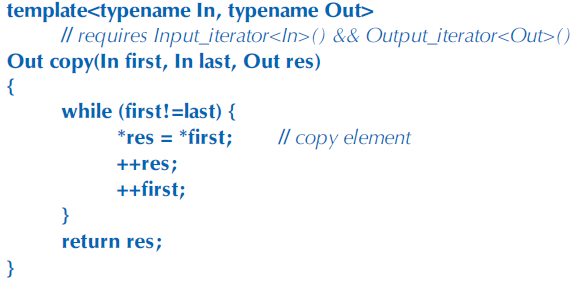 template<typename In, typename Out>
// requires Input_iterator<In>() && Output_iterator<Out>()
Out copy(In first, In last, Out res)
{
while (first!=last) {
*res = *first; // copy element
++res;
++first;
}
return res;
}